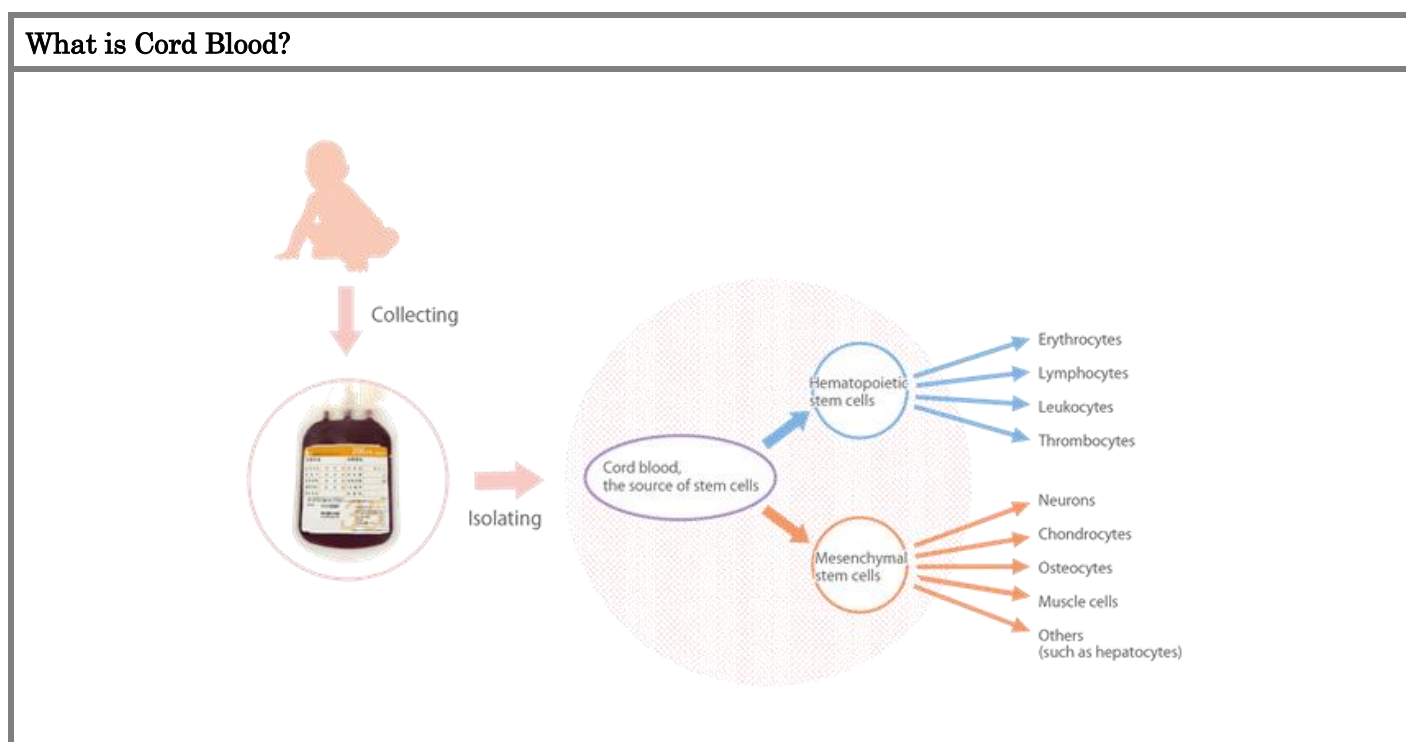 What is Cord Blood?
Collecting
Isolating
Cord blood,
the source of stem cells
Hematopoietic
stem cells
Erythrocytes
Lymphocytes
Leukocytes
Thrombocytes
Mesenchymal
stem cells
Neurons
Chondrocytes
Osteocytes
Muscle cells
Others
(such as hepatocytes)